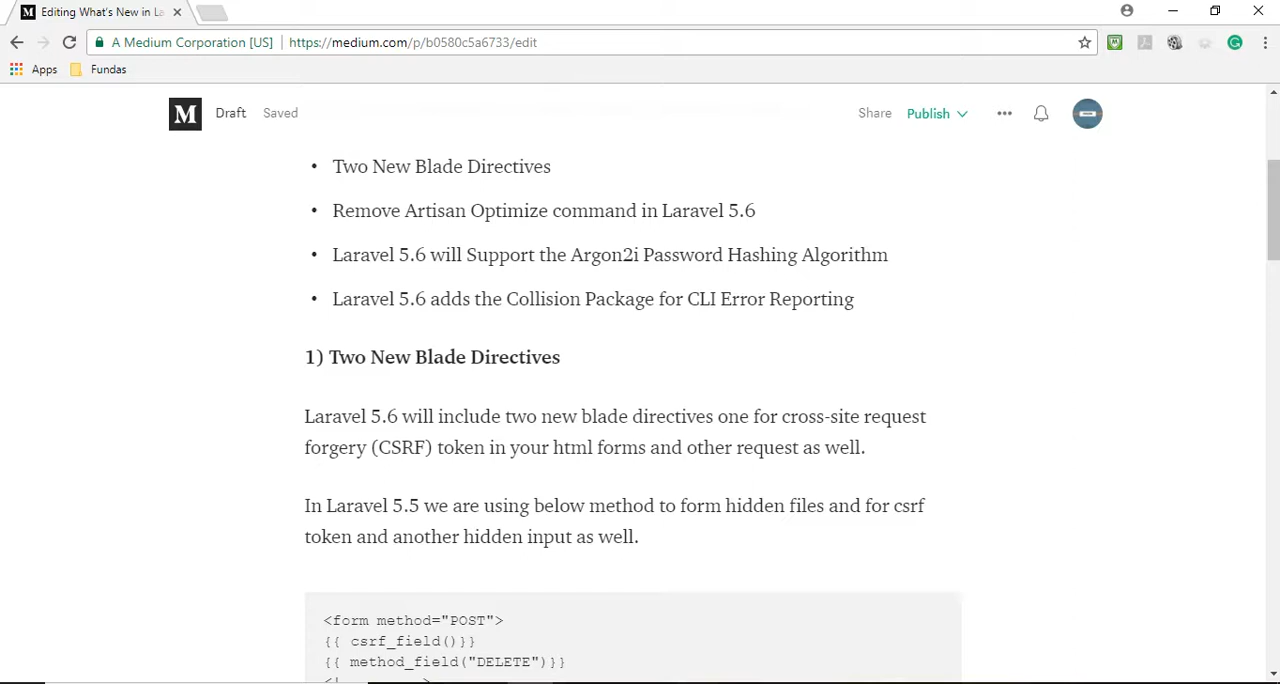 Editing What's New in La
A Medium Corporation [US]
https://medium.com/p/b0580c5a6733/edit
Apps
Fundas
M
Draft
Saved
Share
Publish
• Two New Blade Directives
• Remove Artisan Optimize command in Laravel 5.6
• Laravel 5.6 will Support the Argon2i Password Hashing Algorithm
• Laravel 5.6 adds the Collision Package for CLI Error Reporting
1) Two New Blade Directives
Laravel 5.6 will include two new blade directives one for cross-site request
forgery (CSRF) token in your html forms and other request as well.
In Laravel 5.5 we are using below method to form hidden files and for csrf
token and another hidden input as well.
<form method="POST">
{{ csrf_field()}}
{{ method_field("DELETE")}}